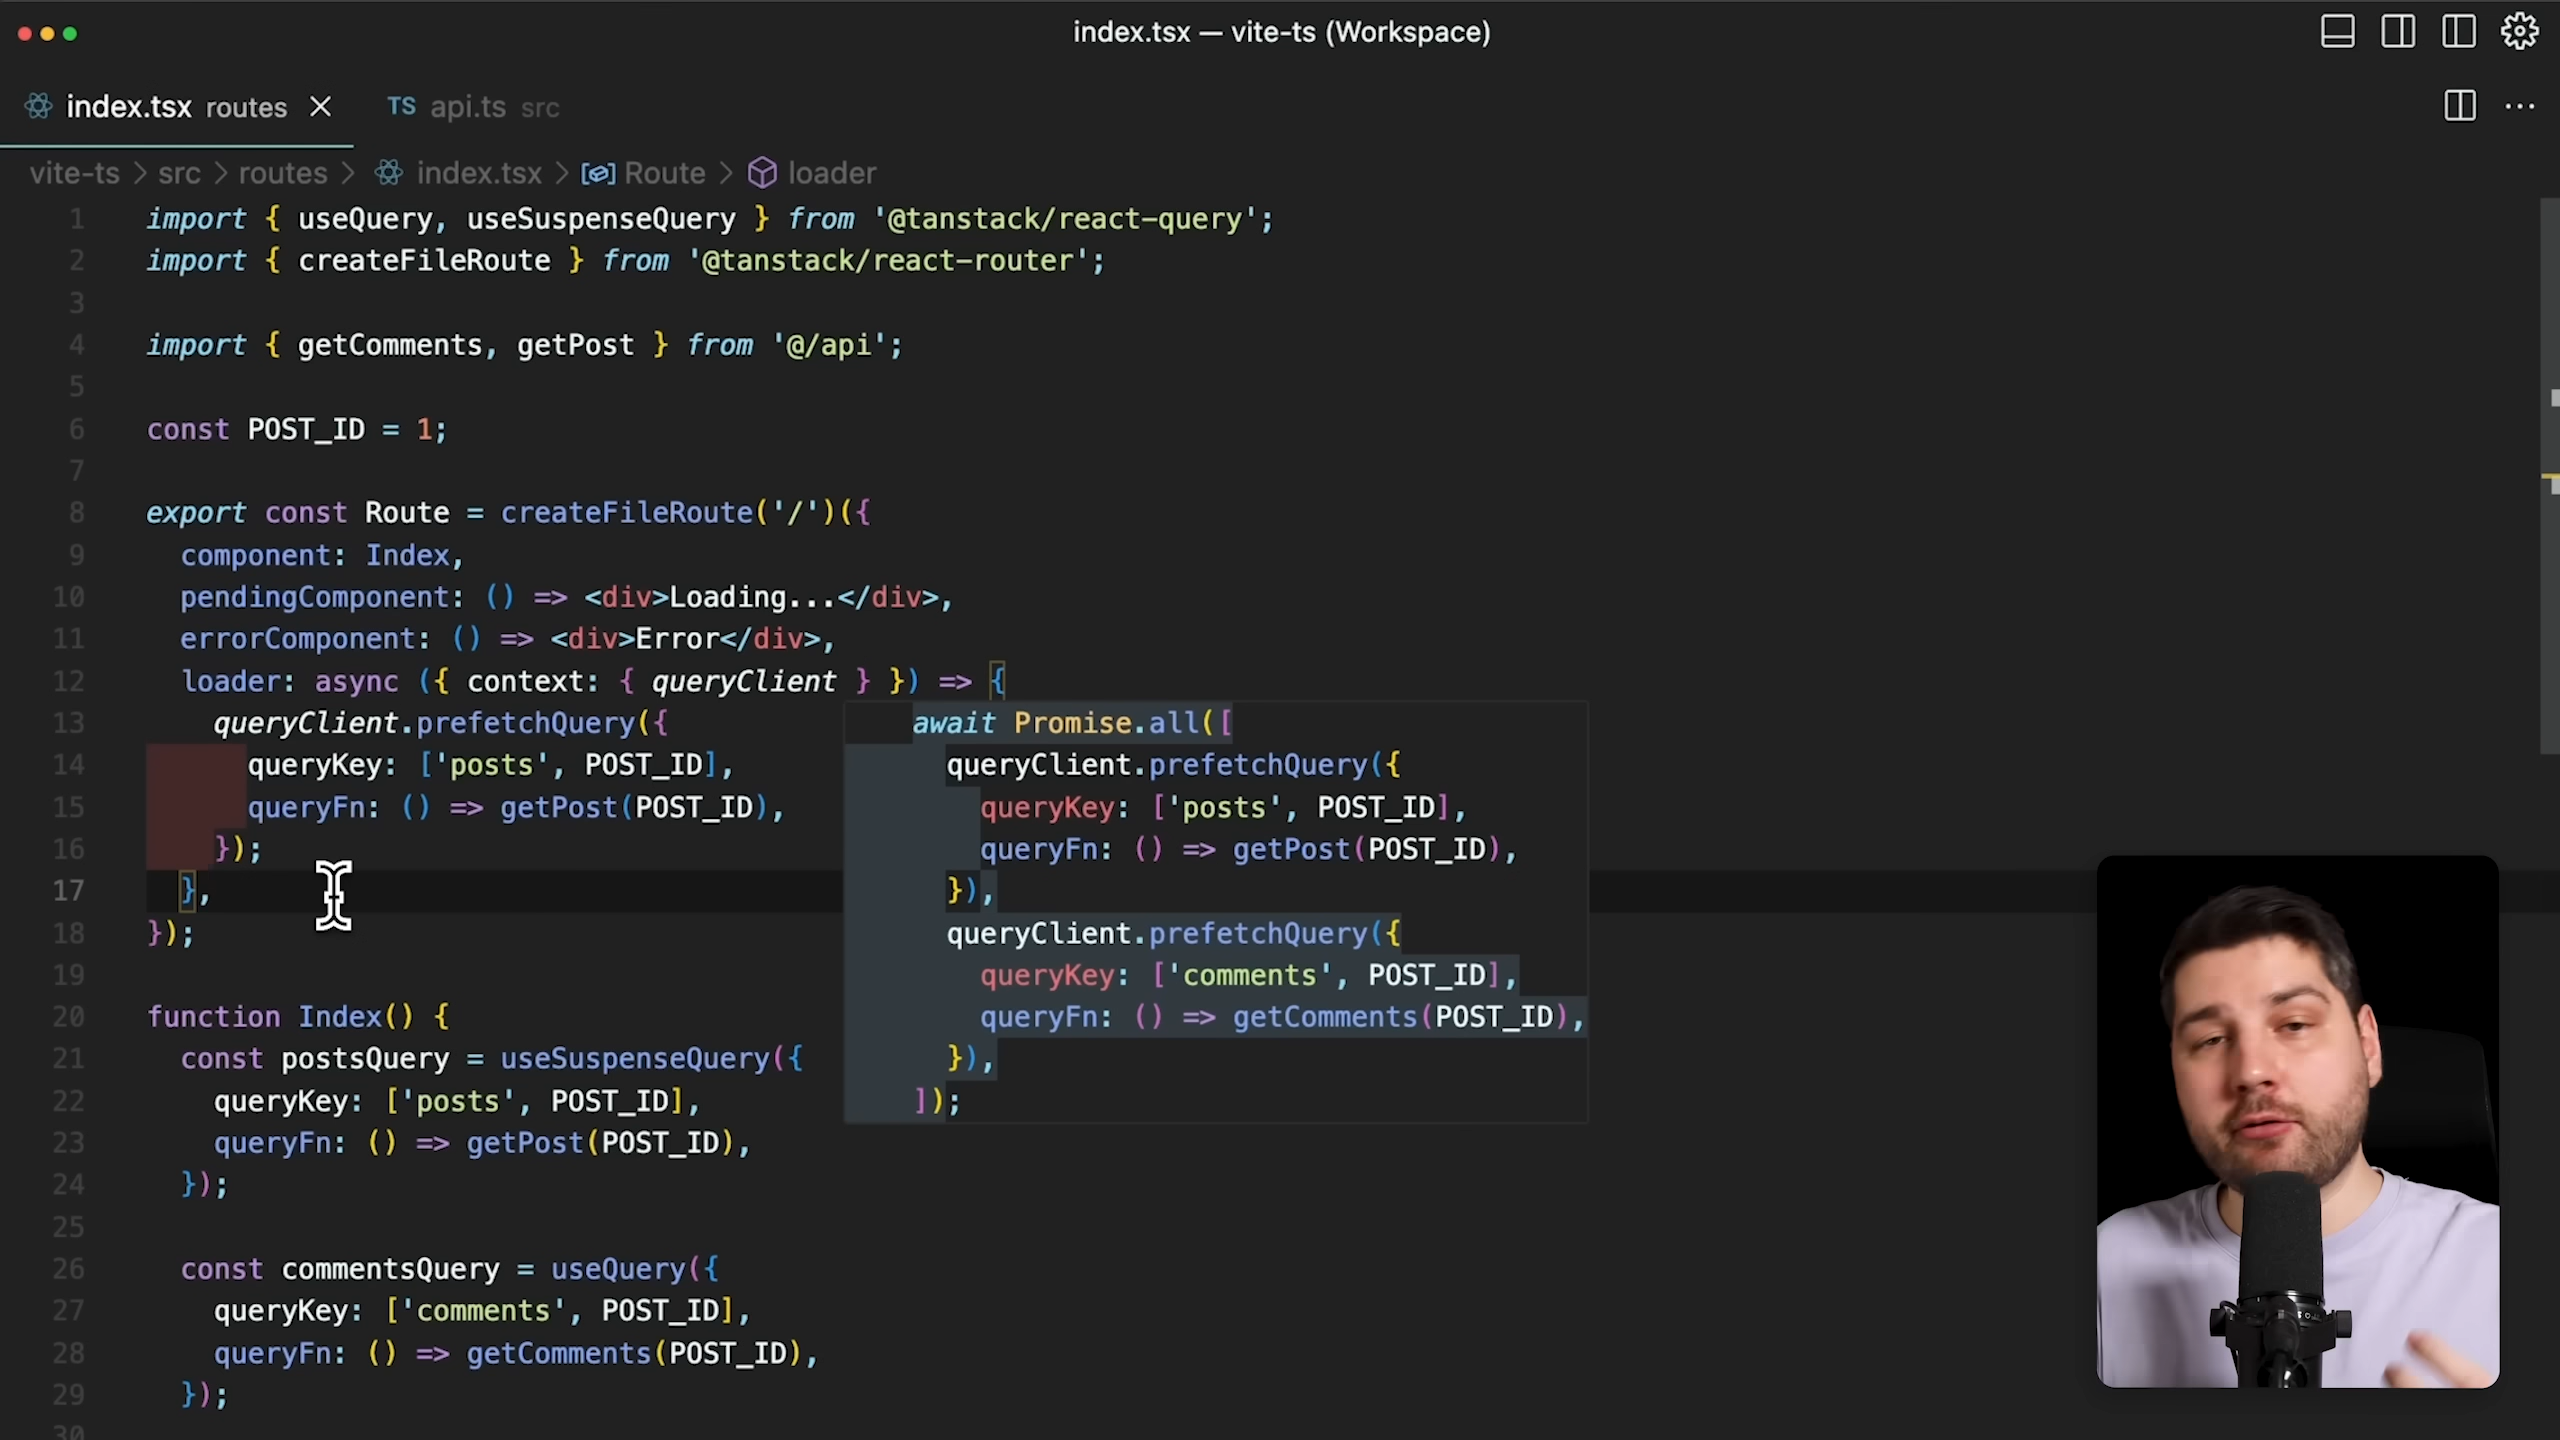 index.tsx — vite-ts (Workspace)
index.tsx routes
TS api.ts src
vite-ts > src > routes > index.tsx > Route > loader
1 import { useQuery, useSuspenseQuery } from '@tanstack/react-query';
2 import { createFileRoute } from '@tanstack/react-router';
3
4 import { getComments, getPost } from '@/api';
5
6 const POST_ID = 1;
7
8 export const Route = createFileRoute('/')({
9 component: Index,
10 pendingComponent: () => <div>Loading...</div>,
11 errorComponent: () => <div>Error</div>,
12 loader: async ({ context: { queryClient } }) => {
13 queryClient.prefetchQuery({
14 queryKey: ['posts', POST_ID],
15 queryFn: () => getPost(POST_ID),
16 });
17 },
18 });
19
20 function Index() {
21 const postsQuery = useSuspenseQuery({
22 queryKey: ['posts', POST_ID],
23 queryFn: () => getPost(POST_ID),
24 });
25
26 const commentsQuery = useQuery({
27 queryKey: ['comments', POST_ID],
28 queryFn: () => getComments(POST_ID),
29 });
30
await Promise.all([
queryClient.prefetchQuery({
queryKey: ['posts', POST_ID],
queryFn: () => getPost(POST_ID),
}),
queryClient.prefetchQuery({
queryKey: ['comments', POST_ID],
queryFn: () => getComments(POST_ID),
}),
]);